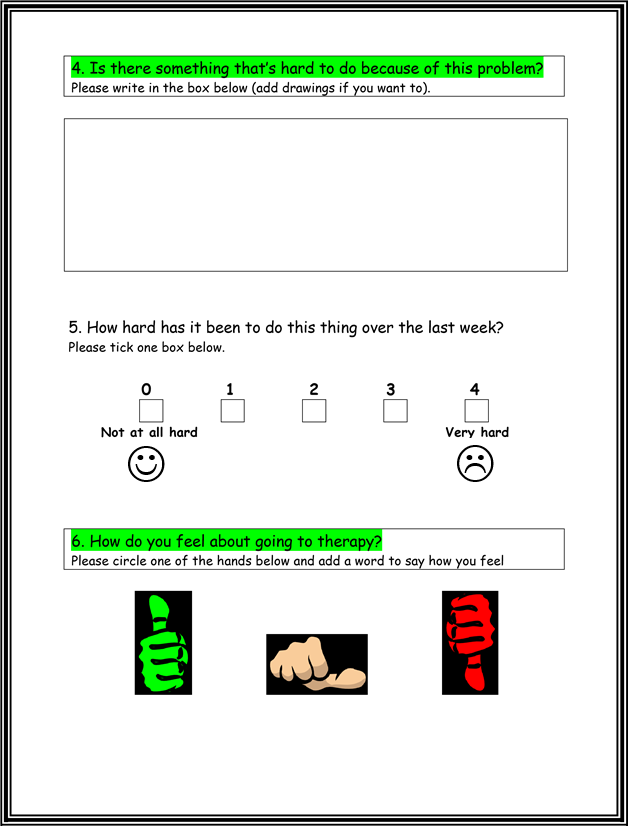 4. Is there something that's hard to do because of this problem?
Please write in the box below (add drawings if you want to).
5. How hard has it been to do this thing over the last week?
Please tick one box below.
0 1 2 3 4
Not at all hard Very hard
6. How do you feel about going to therapy?
Please circle one of the hands below and add a word to say how you feel